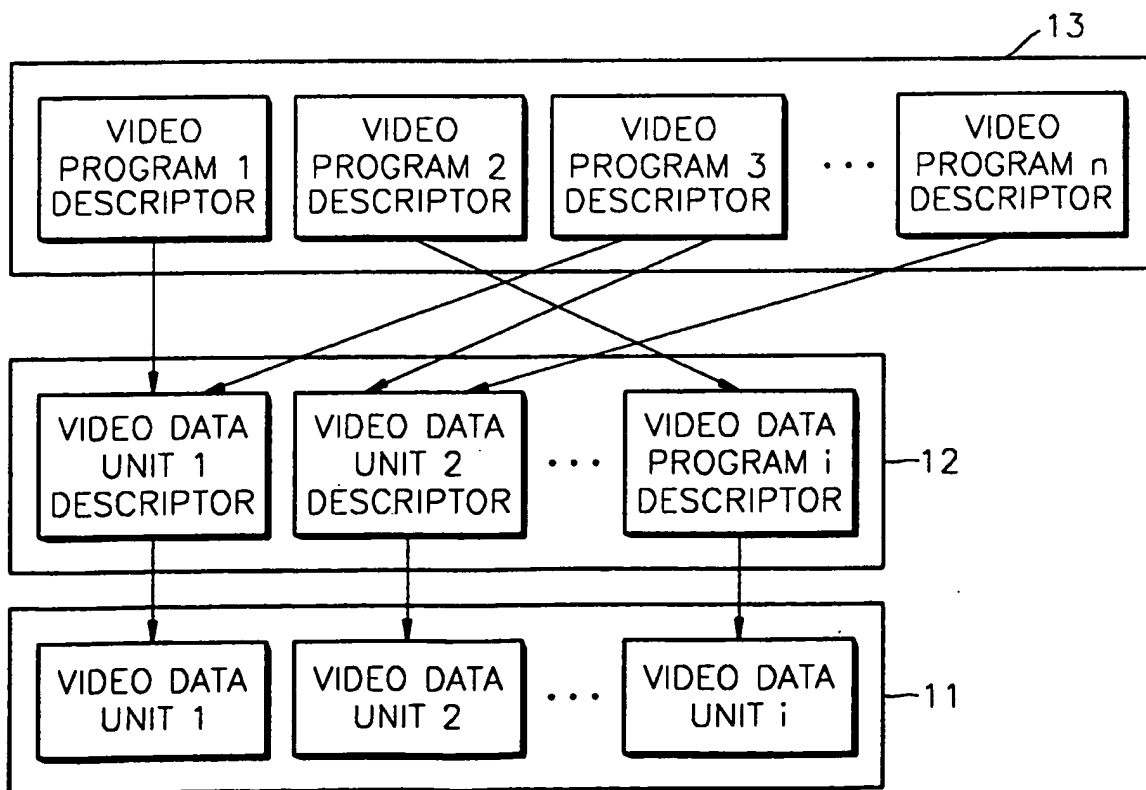 13
VIDEO
PROGRAM 1
DESCRIPTOR
VIDEO
PROGRAM 2
DESCRIPTOR
VIDEO
PROGRAM 3
DESCRIPTOR
...
VIDEO
PROGRAM n
DESCRIPTOR
VIDEO DATA
UNIT 1
DESCRIPTOR
VIDEO DATA
UNIT 2
DESCRIPTOR
...
VIDEO DATA
PROGRAM i
DESCRIPTOR
12
VIDEO DATA
UNIT 1
VIDEO DATA
UNIT 2
...
VIDEO DATA
UNIT i
11